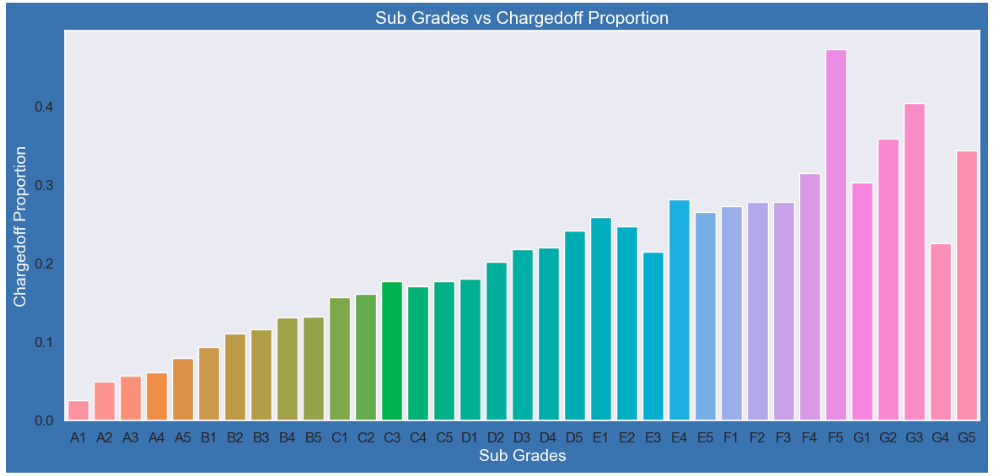 Sub Grades vs Chargedoff Proportion
Chargedoff Proportion
0.4
0.3
0.2
0.1
0.0
A1 A2 A3 A4 A5 B1 B2 B3 B4 B5 C1 C2 C3 C4 C5 D1 D2 D3 D4 D5 E1 E2 E3 E4 E5 F1 F2 F3 F4 F5 G1 G2 G3 G4 G5
Sub Grades